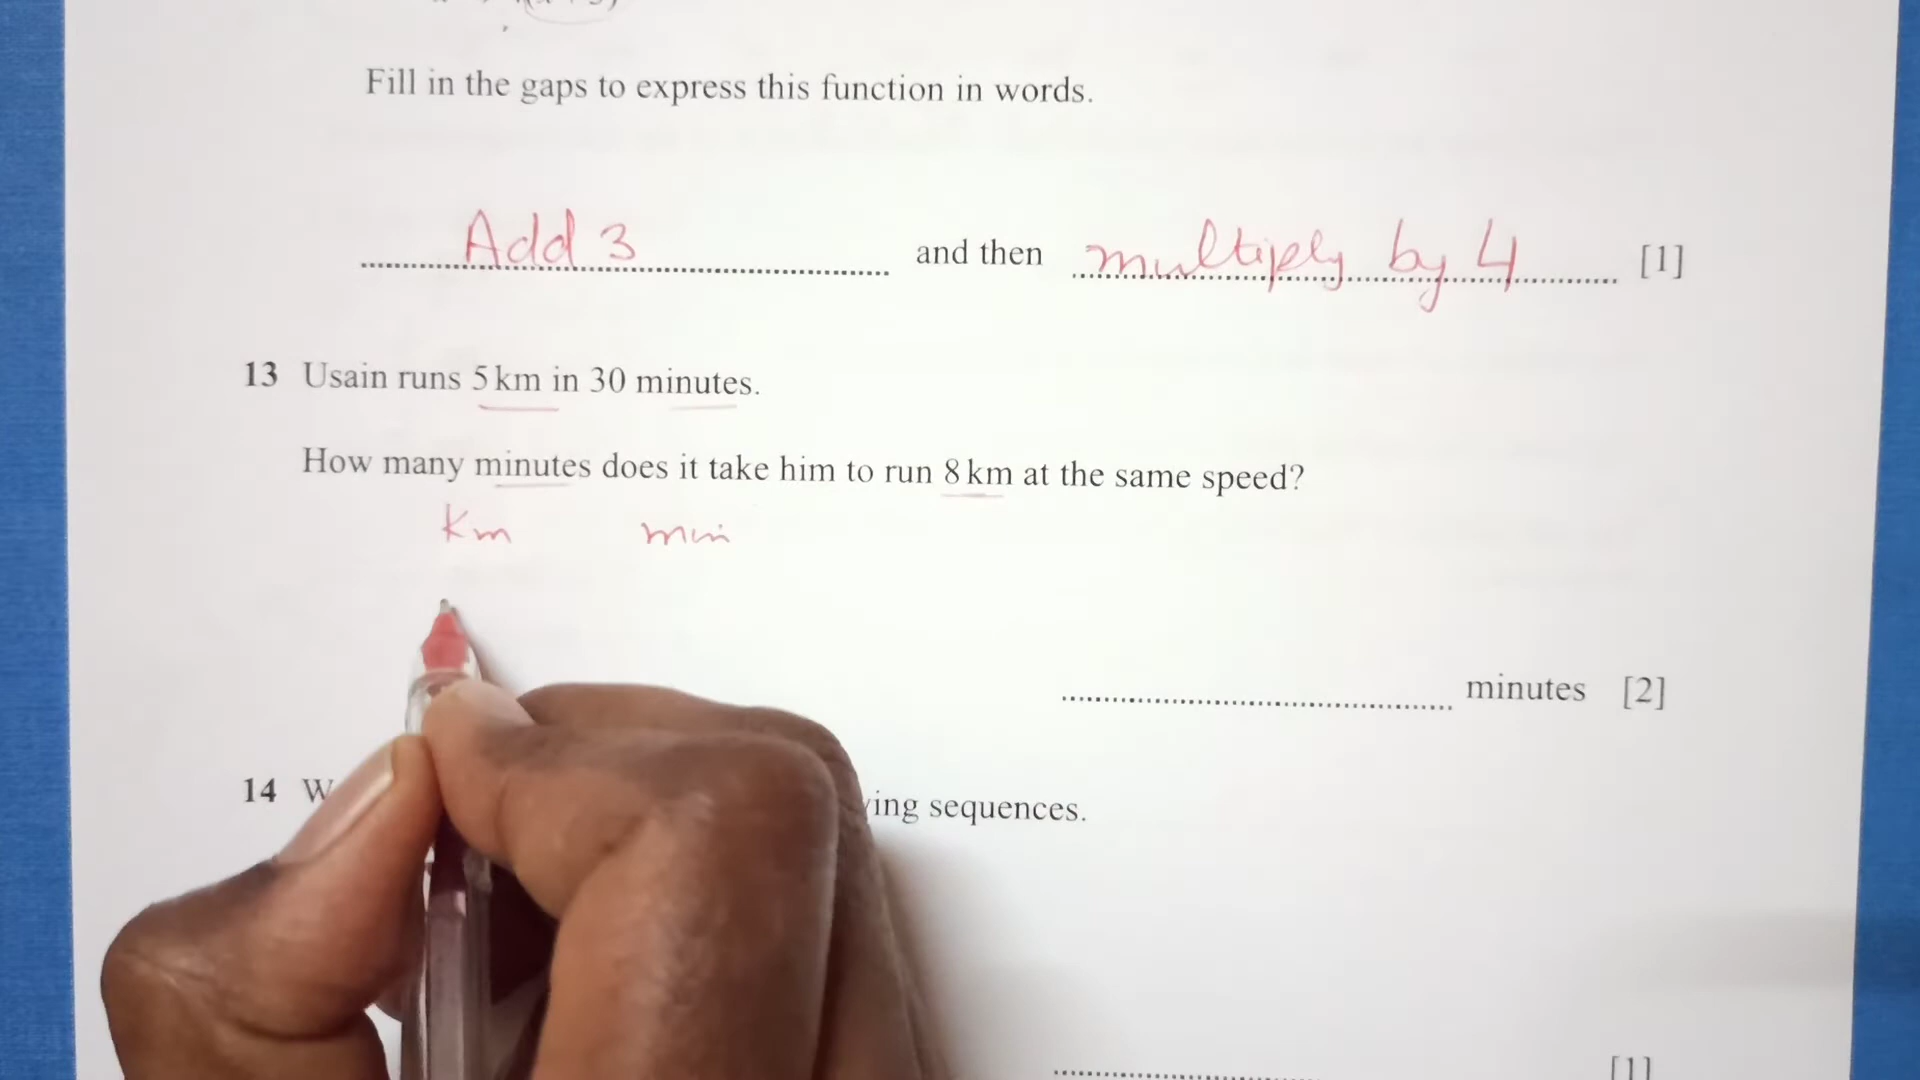 Fill in the gaps to express this function in words.
Add 3 and then multiply by 4 [1]
13 Usain runs 5 km in 30 minutes.
How many minutes does it take him to run 8 km at the same speed?
Km min
minutes [2]
14 sequences.
[1]